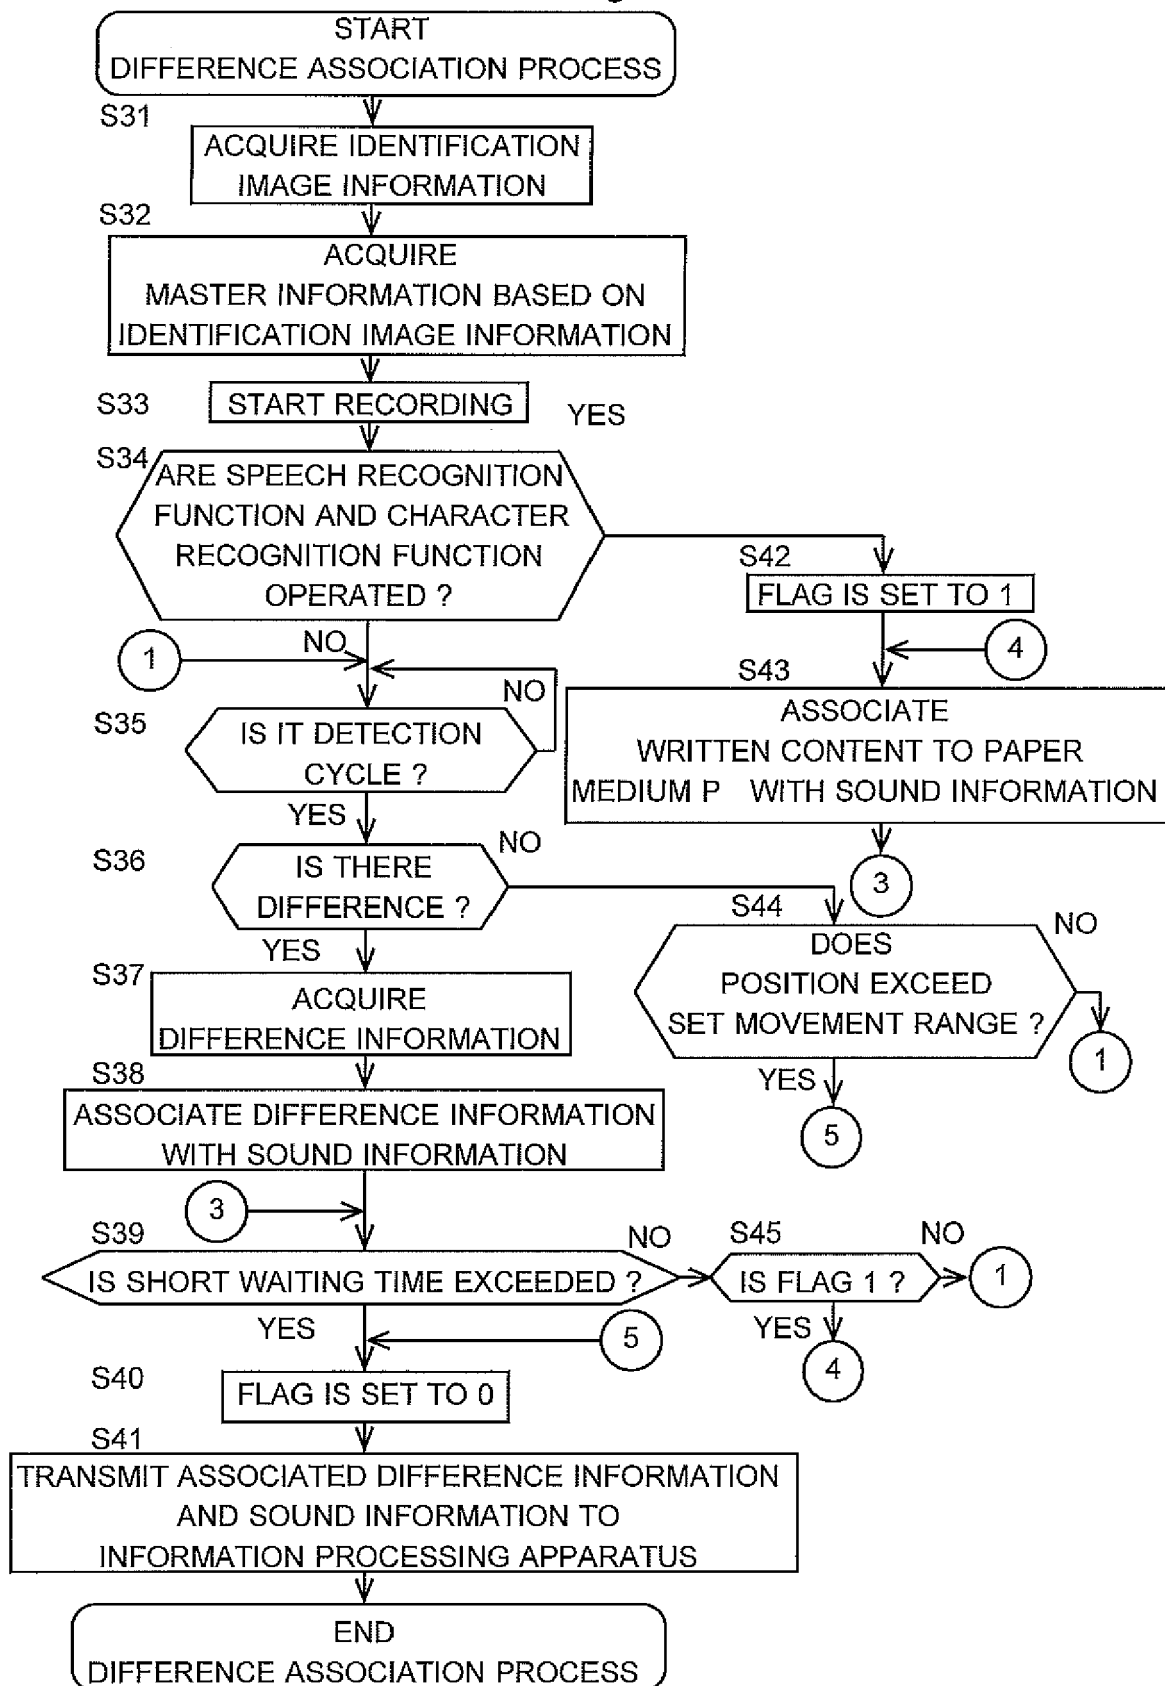 START
DIFFERENCE ASSOCIATION PROCESS
S31
ACQUIRE IDENTIFICATION
IMAGE INFORMATION
S32
ACQUIRE
MASTER INFORMATION BASED ON
IDENTIFICATION IMAGE INFORMATION
S33
START RECORDING
YES
S34
ARE SPEECH RECOGNITION
FUNCTION AND CHARACTER
RECOGNITION FUNCTION
OPERATED ?
S42
FLAG IS SET TO 1
NO
1
4
S43
ASSOCIATE
WRITTEN CONTENT TO PAPER
MEDIUM P WITH SOUND INFORMATION
3
NO
S35
IS IT DETECTION
CYCLE ?
YES
S36
IS THERE
DIFFERENCE ?
NO
S44
DOES
POSITION EXCEED
SET MOVEMENT RANGE ?
NO
1
YES
5
YES
S37
ACQUIRE
DIFFERENCE INFORMATION
S38
ASSOCIATE DIFFERENCE INFORMATION
WITH SOUND INFORMATION
3
S39
IS SHORT WAITING TIME EXCEEDED ?
NO
S45
IS FLAG 1 ?
NO
1
YES
4
YES
5
S40
FLAG IS SET TO 0
S41
TRANSMIT ASSOCIATED DIFFERENCE INFORMATION
AND SOUND INFORMATION TO
INFORMATION PROCESSING APPARATUS
END
DIFFERENCE ASSOCIATION PROCESS